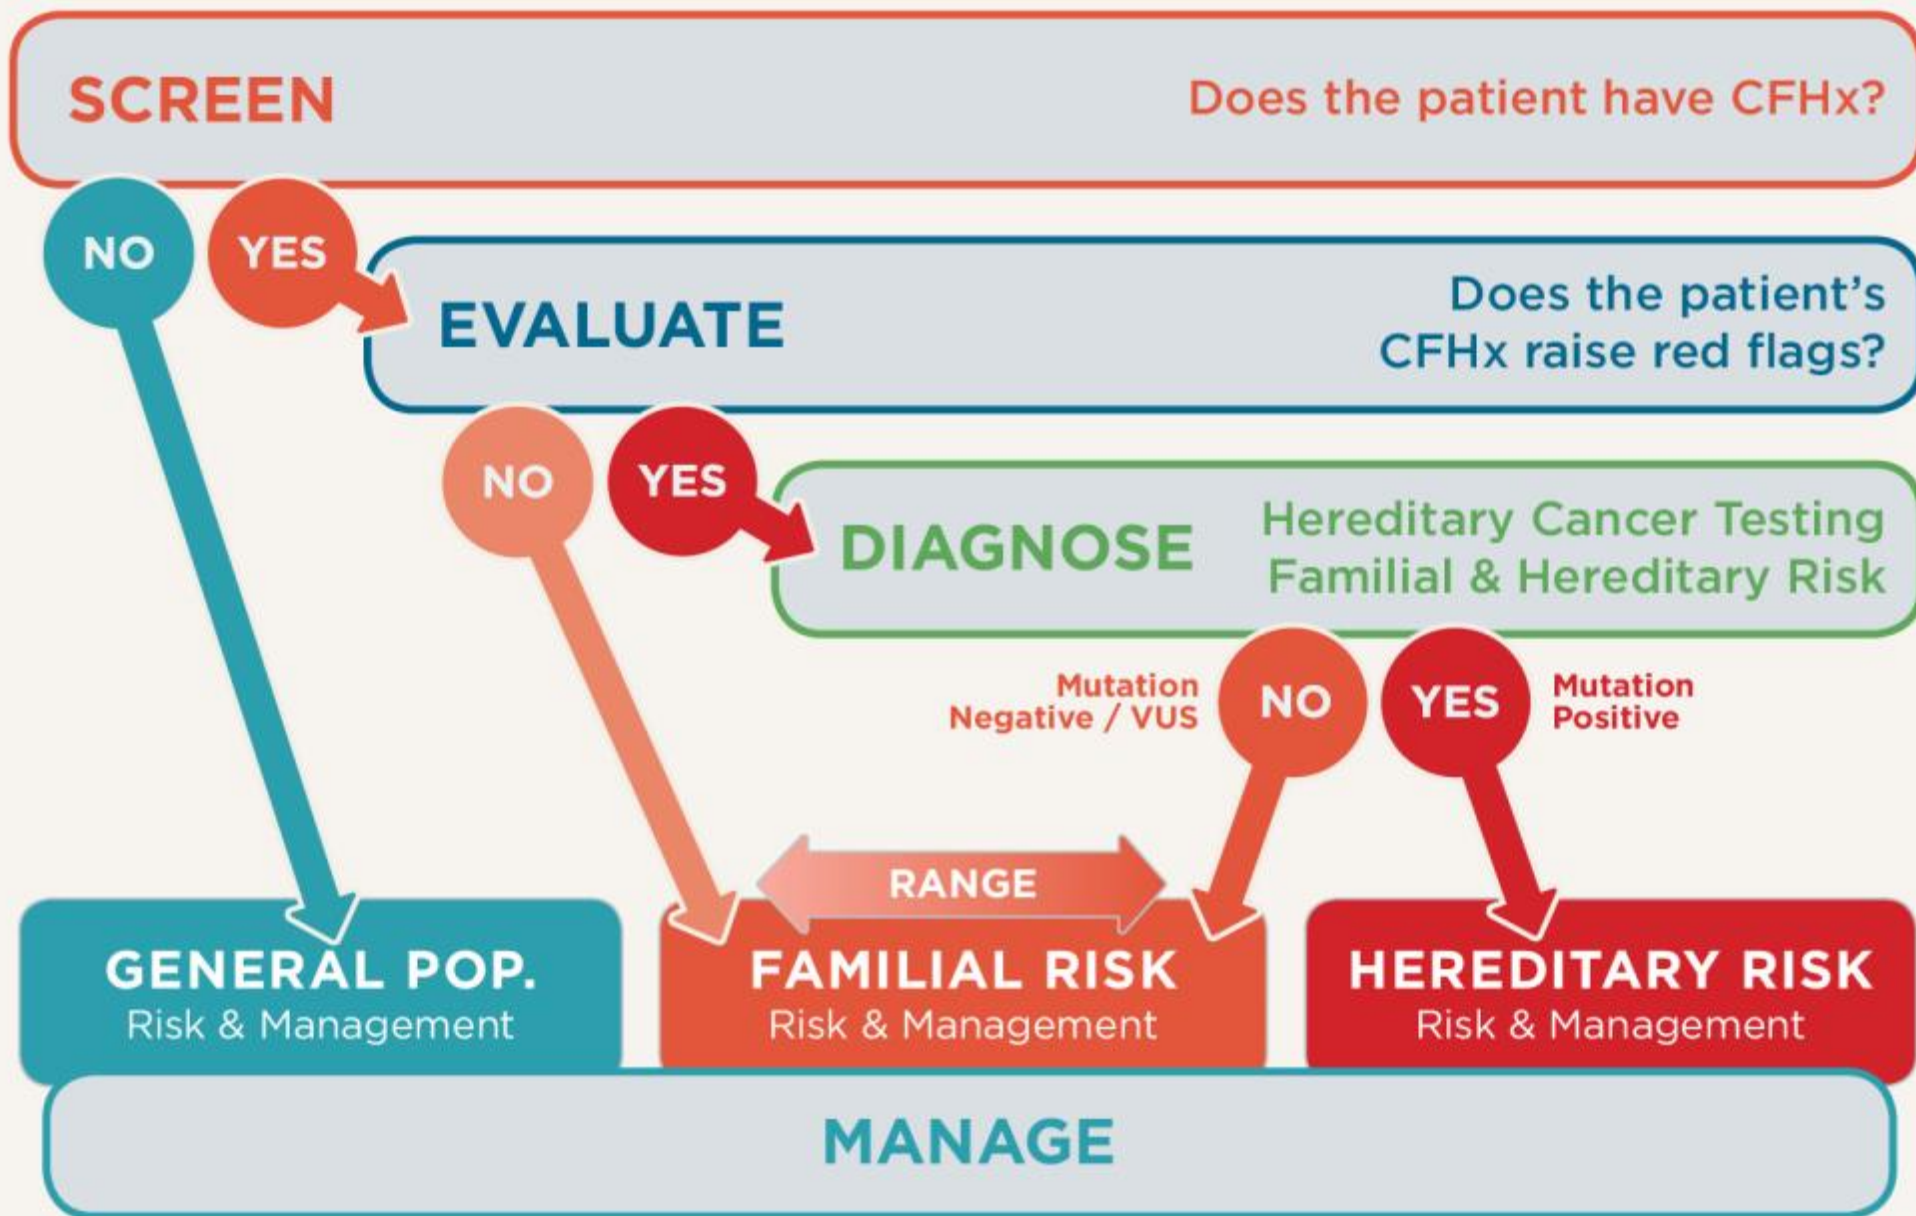 SCREEN
Does the patient have CFHx?
NO
YES
EVALUATE
Does the patient's
CFHx raise red flags?
NO
YES
DIAGNOSE
Hereditary Cancer Testing
Familial & Hereditary Risk
Mutation
Negative / VUS
NO
YES
Mutation
Positive
RANGE
GENERAL POP.
Risk & Management
FAMILIAL RISK
Risk & Management
HEREDITARY RISK
Risk & Management
MANAGE